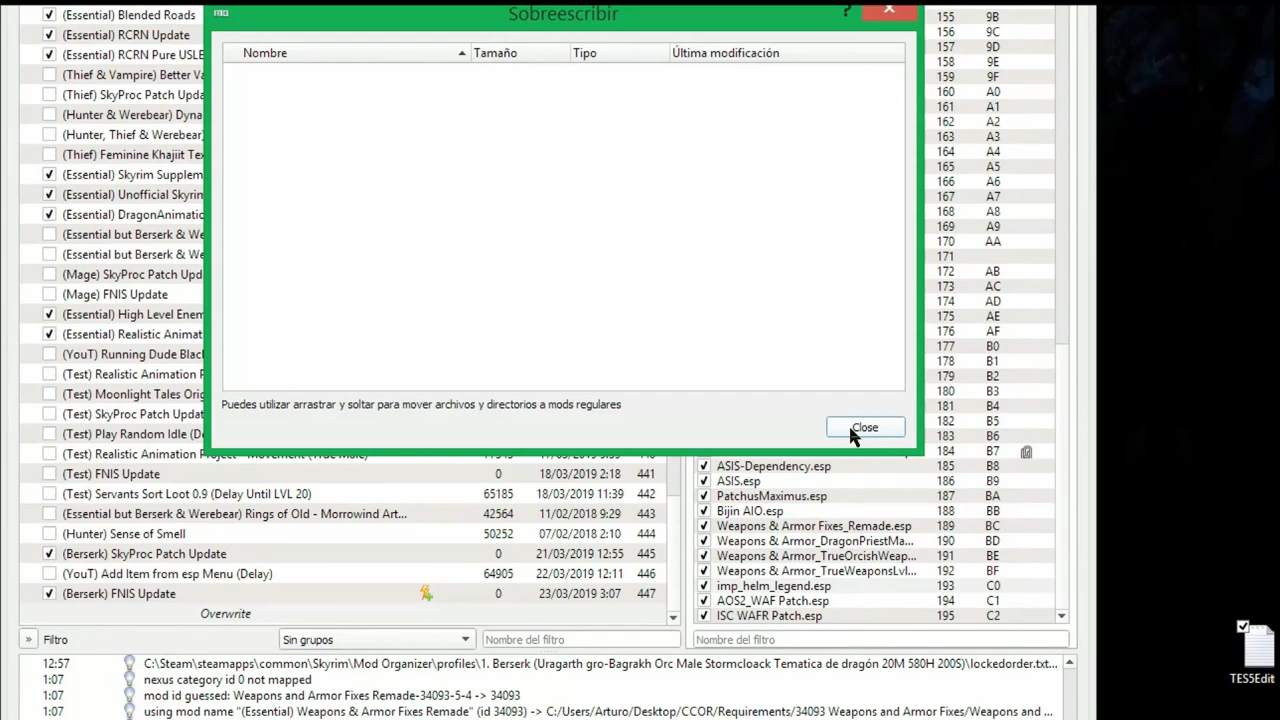 Sobreescribir
?
Nombre Tamaño Tipo Última modificación
Puedes utilizar arrastrar y soltar para mover archivos y directorios a mods regulares
Close
(Essential) Blended Roads
(Essential) RCRN Update
(Essential) RCRN Pure USLE
(Thief & Vampire) Better Va
(Thief) SkyProc Patch Upda
(Hunter & Werebear) Dyna
(Hunter, Thief & Werebear)
(Thief) Feminine Khajiit Tex
(Essential) Skyrim Supplem
(Essential) Unofficial Skyrim
(Essential) DragonAnimatio
(Essential but Berserk & We
(Essential but Berserk & We
(Mage) SkyProc Patch Upd
(Mage) FNIS Update
(Essential) High Level Enem
(Essential) Realistic Animat
(YouT) Running Dude Blac
(Test) Realistic Animation P
(Test) Moonlight Tales Orig
(Test) SkyProc Patch Updat
(Test) Play Random Idle (De
(Test) Realistic Animation Project - Movement (True Male)
(Test) FNIS Update 0 18/03/2019 2:18 441
(Test) Servants Sort Loot 0.9 (Delay Until LVL 20) 65185 18/03/2019 11:39 442
(Essential but Berserk & Werebear) Rings of Old - Morrowind Art... 42564 11/02/2018 9:29 443
(Hunter) Sense of Smell 50252 07/02/2018 2:10 444
(Berserk) SkyProc Patch Update 0 21/03/2019 12:55 445
(YouT) Add Item from esp Menu (Delay) 64905 22/03/2019 12:11 446
(Berserk) FNIS Update 0 23/03/2019 3:07 447
Overwrite
» Filtro Sin grupos Nombre del filtro
155 9B
156 9C
157 9D
158 9E
159 9F
160 A0
161 A1
162 A2
163 A3
164 A4
165 A5
166 A6
167 A7
168 A8
169 A9
170 AA
171
172 AB
173 AC
174 AD
175 AE
176 AF
177 B0
178 B1
179 B2
180 B3
181 B4
182 B5
183 B6
184 B7
ASIS-Dependency.esp 185 B8
ASIS.esp 186 B9
PatchusMaximus.esp 187 BA
Bijin AIO.esp 188 BB
Weapons & Armor Fixes_Remade.esp 189 BC
Weapons & Armor_DragonPriestMa... 190 BD
Weapons & Armor_TrueOrcishWeap... 191 BE
Weapons & Armor_TrueWeaponsLvl... 192 BF
imp_helm_legend.esp 193 C0
AOS2_WAF Patch.esp 194 C1
ISC WAFR Patch.esp 195 C2
Nombre del filtro
12:57 C:/Steam/steamapps/common/Skyrim/Mod Organizer/profiles\1. Berserk (Uragarth gro-Bagrakh Orc Male Stormcloack Tematica de dragón 20M 580H 200S)\lockedorder.txt...
1:07 nexus category id 0 not mapped
1:07 mod id guessed: Weapons and Armor Fixes Remade-34093-5-4 -> 34093
1:07 using mod name "(Essential) Weapons & Armor Fixes Remade" (id 34093) -> C:/Users/Arturo/Desktop/CCOR/Requirements/34093 Weapons and Armor Fixes/Weapons and ...
TES5Edit